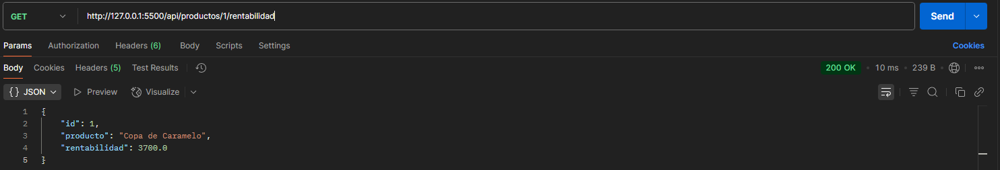 GET http://127.0.0.1:5500/api/productos/1/rentabilidad Send
Params Authorization Headers (6) Body Scripts Settings Cookies
Body Cookies Headers (5) Test Results 200 OK • 10 ms • 239 B •
{} JSON Preview Visualize
1 {
2 "id": 1,
3 "producto": "Copa de Caramelo",
4 "rentabilidad": 3700.0
5 }